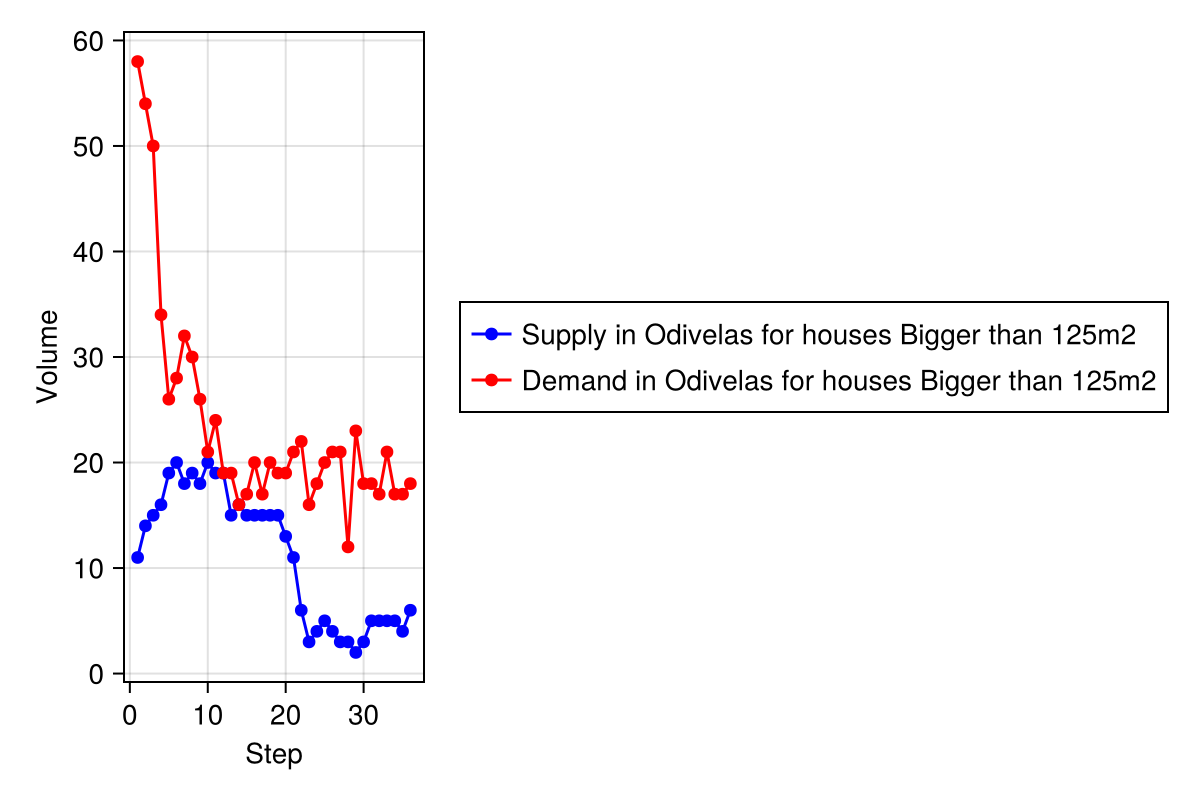 60
50
40
30
20
10
0
Volume
0 10 20 30
Step
Supply in Odivelas for houses Bigger than 125m2
Demand in Odivelas for houses Bigger than 125m2